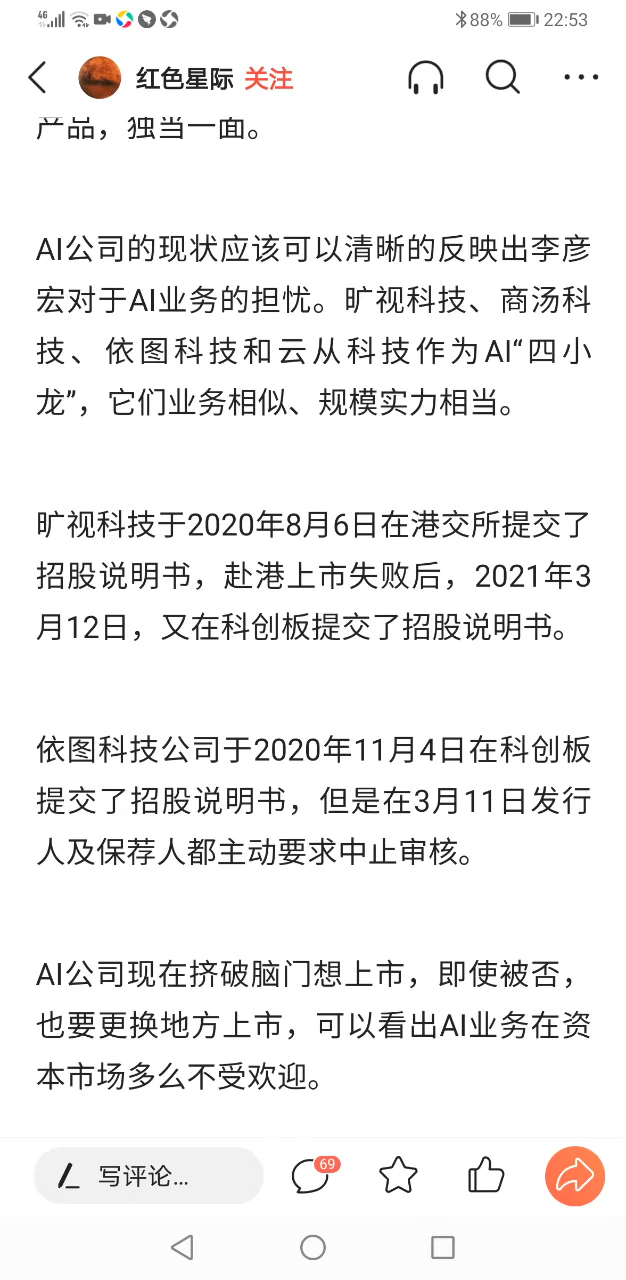 46
88%
22:53
红色星际 关注
产品，独当一面。
AI公司的现状应该可以清晰的反映出李彦
宏对于AI业务的担忧。旷视科技、商汤科
技、依图科技和云从科技作为AI“四小
龙”，它们业务相似、规模实力相当。
旷视科技于2020年8月6日在港交所提交了
招股说明书，赴港上市失败后，2021年3
月12日，又在科创板提交了招股说明书。
依图科技公司于2020年11月4日在科创板
提交了招股说明书，但是在3月11日发行
人及保荐人都主动要求中止审核。
AI公司现在挤破脑门想上市，即使被否，
也要更换地方上市，可以看出AI业务在资
本市场多么不受欢迎。
写评论...
69